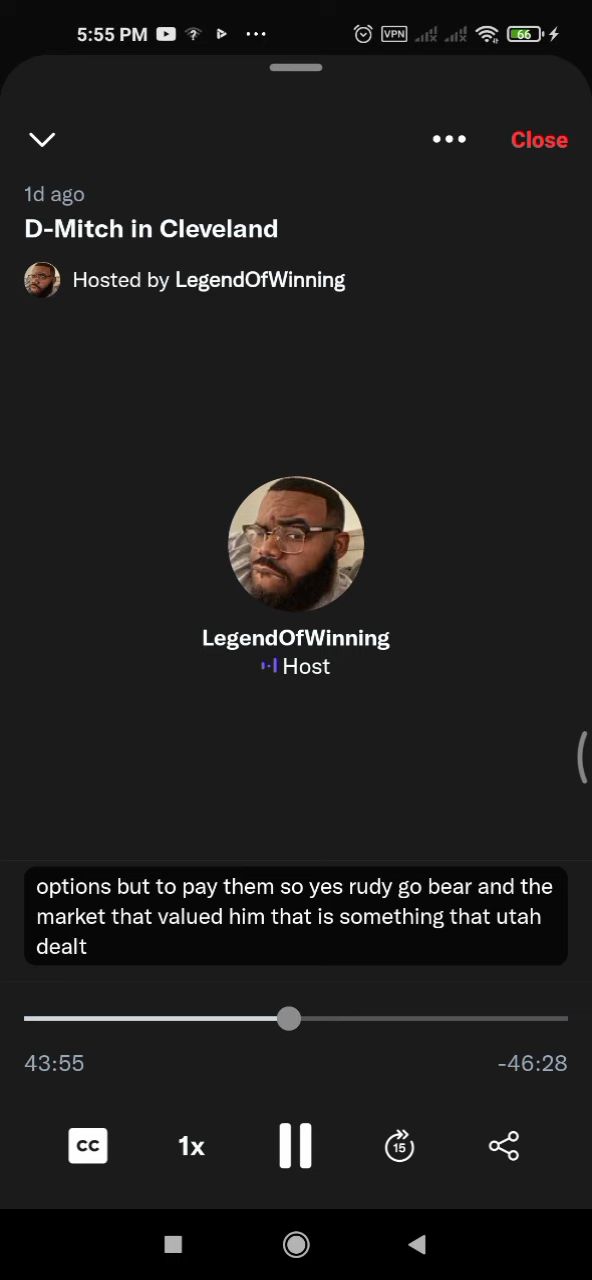 5:55 PM
VPN
66
Close
1d ago
D-Mitch in Cleveland
Hosted by LegendOfWinning
LegendOfWinning
Host
options but to pay them so yes rudy go bear and the
market that valued him that is something that utah
dealt
43:55
-46:28
CC
1x
15